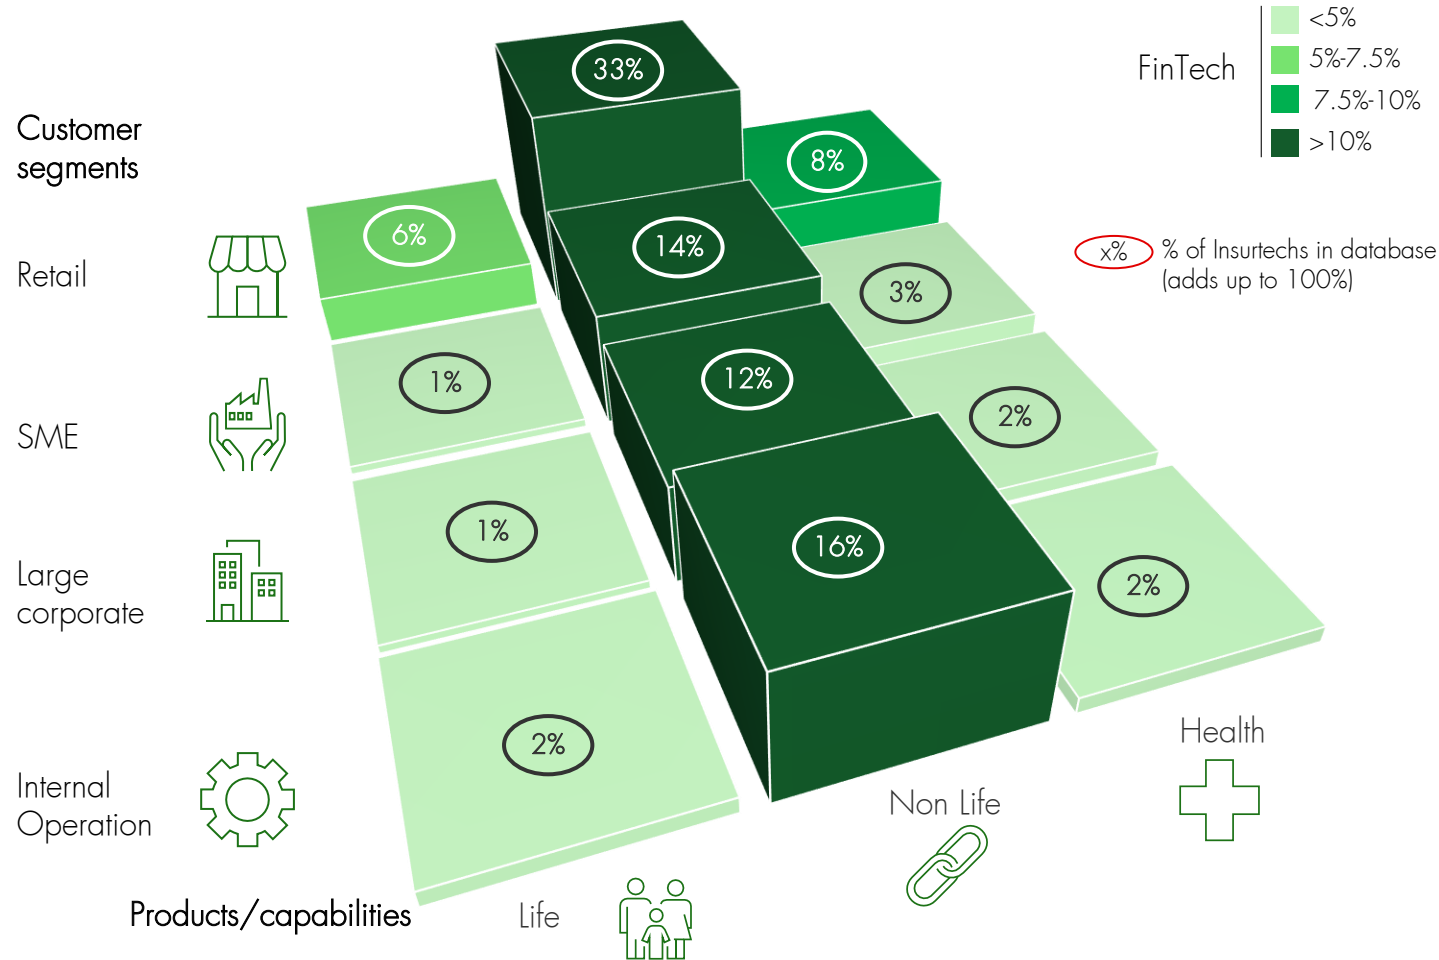 FinTech
<5%
5%-7.5%
7.5%-10%
>10%
x%
% of Insurtechs in database
(adds up to 100%)
Customer
segments
Retail
6%
33%
8%
SME
1%
14%
3%
Large
corporate
1%
12%
2%
Internal
Operation
2%
16%
2%
Products/capabilities
Life
Non Life
Health